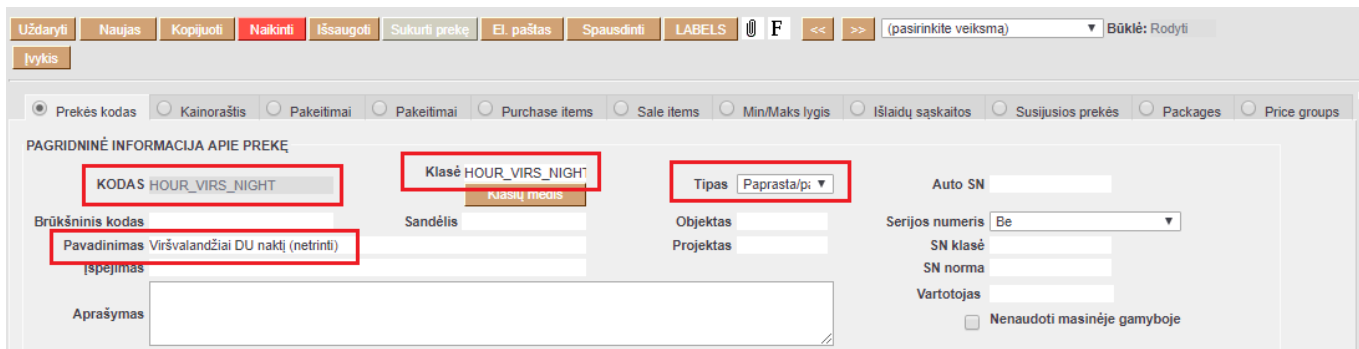 Uždaryti Naujas Kopijuoti Naikinti Išsaugoti Sukurti prekę El. paštas Spausdinti LABELS F << >> (pasirinkite veiksmą) Būklė: Rodyti
Įvykis
Prekės kodas Kainoraštis Pakeitimai Pakeitimai Purchase items Sale items Min/Maks lygis Išlaidų sąskaitos Susijusios prekės Packages Price groups
PAGRIDNINĖ INFORMACIJA APIE PREKĘ
KODAS HOUR_VIRS_NIGHT Klasė HOUR_VIRS_NIGHT Tipas Paprasta/pa Auto SN
Klasių medis
Brūkšninis kodas Sandėlis Objektas Serijos numeris Be
Pavadinimas Viršvalandžiai DU naktį (netrinti) Projektas SN klasė
Įspėjimas SN norma
Aprašymas Vartotojas
Nenaudoti masinėje gamyboje